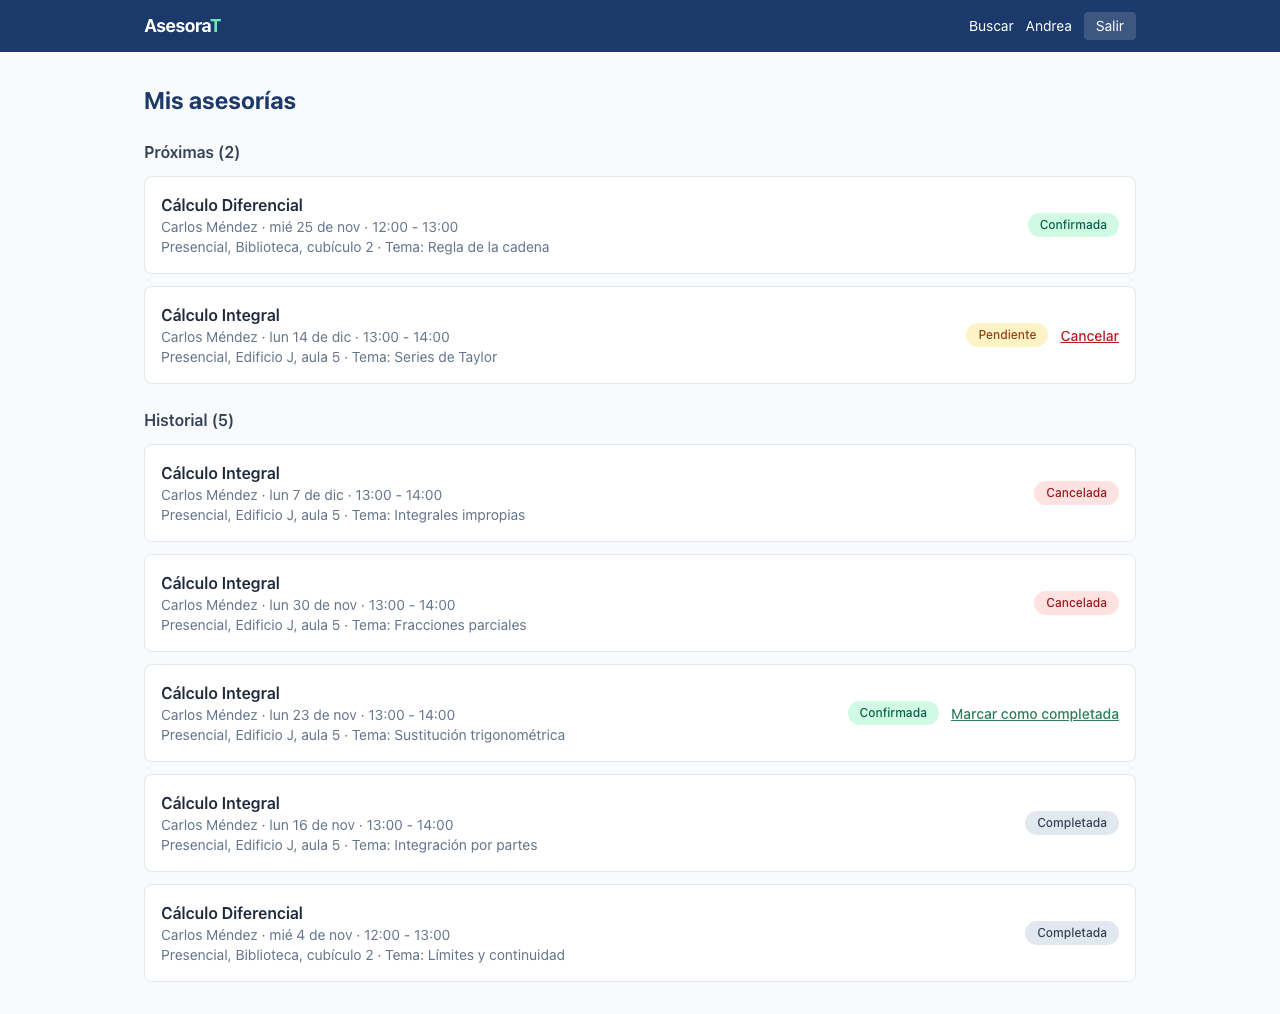 AsesoraT
Buscar Andrea Salir
Mis asesorías
Próximas (2)
Cálculo Diferencial
Carlos Méndez · mié 25 de nov · 12:00 - 13:00
Presencial, Biblioteca, cubículo 2 · Tema: Regla de la cadena
Confirmada
Cálculo Integral
Carlos Méndez · lun 14 de dic · 13:00 - 14:00
Presencial, Edificio J, aula 5 · Tema: Series de Taylor
Pendiente Cancelar
Historial (5)
Cálculo Integral
Carlos Méndez · lun 7 de dic · 13:00 - 14:00
Presencial, Edificio J, aula 5 · Tema: Integrales impropias
Cancelada
Cálculo Integral
Carlos Méndez · lun 30 de nov · 13:00 - 14:00
Presencial, Edificio J, aula 5 · Tema: Fracciones parciales
Cancelada
Cálculo Integral
Carlos Méndez · lun 23 de nov · 13:00 - 14:00
Presencial, Edificio J, aula 5 · Tema: Sustitución trigonométrica
Confirmada Marcar como completada
Cálculo Integral
Carlos Méndez · lun 16 de nov · 13:00 - 14:00
Presencial, Edificio J, aula 5 · Tema: Integración por partes
Completada
Cálculo Diferencial
Carlos Méndez · mié 4 de nov · 12:00 - 13:00
Presencial, Biblioteca, cubículo 2 · Tema: Límites y continuidad
Completada